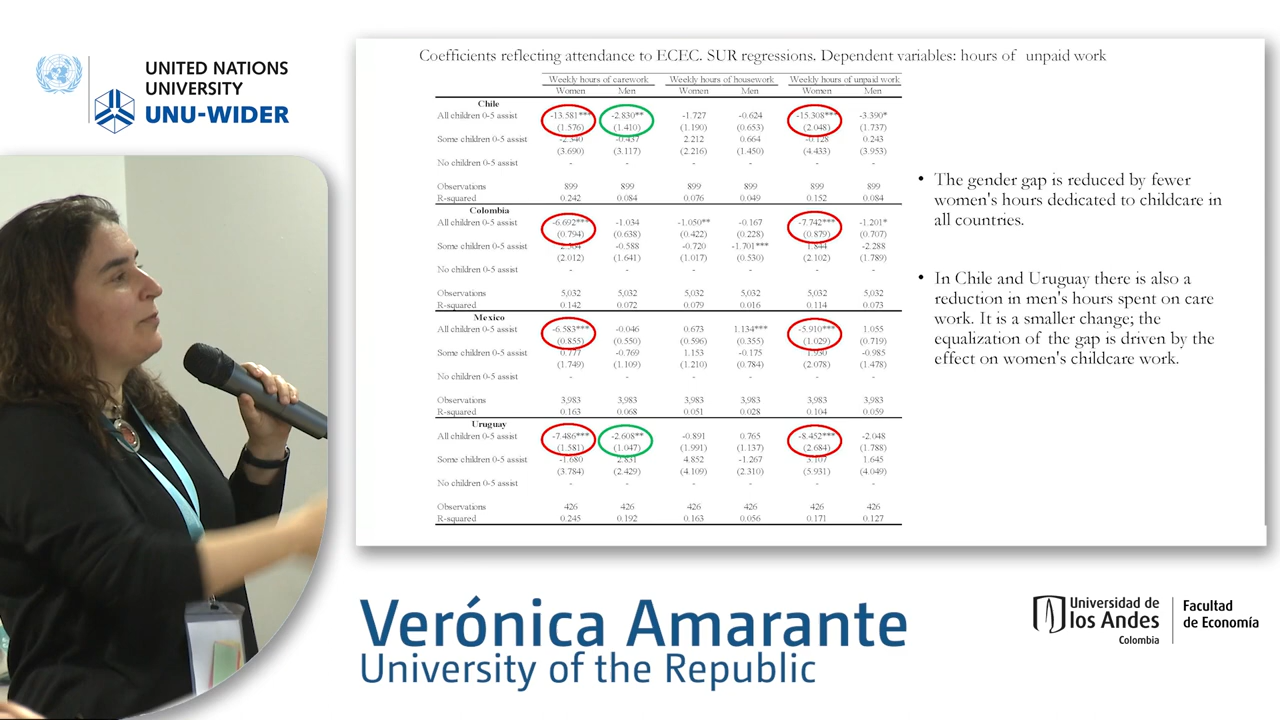 UNITED NATIONS
UNIVERSITY
UNU-WIDER
Coefficients reflecting attendance to ECEC. SUR regressions. Dependent variables: hours of unpaid work
Weekly hours of carework Weekly hours of housework Weekly hours of unpaid work
Women Men Women Men Women Men
Chile
All children 0-5 assist -13.581*** -2.830** -1.727 -0.624 -15.308*** -3.390*
(1.576) (1.410) (1.190) (0.653) (2.048) (1.737)
Some children 0-5 assist -2.340 -0.437 2.212 0.664 -0.128 0.243
(3.690) (3.117) (2.216) (1.450) (4.433) (3.953)
No children 0-5 assist - - - - - -
Observations 899 899 899 899 899 899
R-squared 0.242 0.084 0.076 0.049 0.152 0.084
Colombia
All children 0-5 assist -6.692*** -1.034 -1.050** -0.167 -7.742*** -1.201*
(0.794) (0.638) (0.422) (0.228) (0.879) (0.707)
Some children 0-5 assist -0.588 -0.720 -1.701*** 1.844 -2.288
(2.012) (1.641) (1.017) (0.530) (2.102) (1.789)
No children 0-5 assist - - - - - -
Observations 5,032 5,032 5,032 5,032 5,032 5,032
R-squared 0.142 0.072 0.079 0.016 0.114 0.073
Mexico
All children 0-5 assist -6.583*** -0.046 0.673 1.134*** -5.910*** 1.055
(0.855) (0.550) (0.596) (0.355) (1.029) (0.719)
Some children 0-5 assist 0.777 -0.769 1.153 -0.175 1.930 -0.985
(1.749) (1.109) (1.210) (0.784) (2.078) (1.478)
No children 0-5 assist - - - - - -
Observations 3,983 3,983 3,983 3,983 3,983 3,983
R-squared 0.163 0.068 0.051 0.028 0.104 0.059
Uruguay
All children 0-5 assist -7.486*** -2.608** -0.891 0.765 -8.452*** -2.048
(1.581) (1.047) (1.991) (1.137) (2.684) (1.788)
Some children 0-5 assist -1.680 2.831 4.852 -1.267 1.645
(3.784) (2.429) (4.109) (2.310) (5.931) (4.049)
No children 0-5 assist - - - - - -
Observations 426 426 426 426 426 426
R-squared 0.245 0.192 0.163 0.056 0.171 0.127
• The gender gap is reduced by fewer
women's hours dedicated to childcare in
all countries.
• In Chile and Uruguay there is also a
reduction in men's hours spent on care
work. It is a smaller change; the
equalization of the gap is driven by the
effect on women's childcare work.
Verónica Amarante
University of the Republic
Universidad de
los Andes
Colombia
Facultad
de Economía